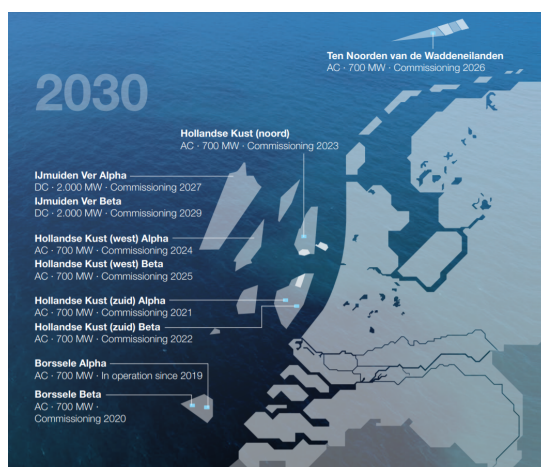 Ten Noorden van de Waddeneilanden
AC · 700 MW · Commissioning 2026
2030
Hollandse Kust (noord)
AC · 700 MW · Commissioning 2023
IJmuiden Ver Alpha
DC · 2.000 MW · Commissioning 2027
IJmuiden Ver Beta
DC · 2.000 MW · Commissioning 2029
Hollandse Kust (west) Alpha
AC · 700 MW · Commissioning 2024
Hollandse Kust (west) Beta
AC · 700 MW · Commissioning 2025
Hollandse Kust (zuid) Alpha
AC · 700 MW · Commissioning 2021
Hollandse Kust (zuid) Beta
AC · 700 MW · Commissioning 2022
Borssele Alpha
AC · 700 MW · In operation since 2019
Borssele Beta
AC · 700 MW ·
Commissioning 2020